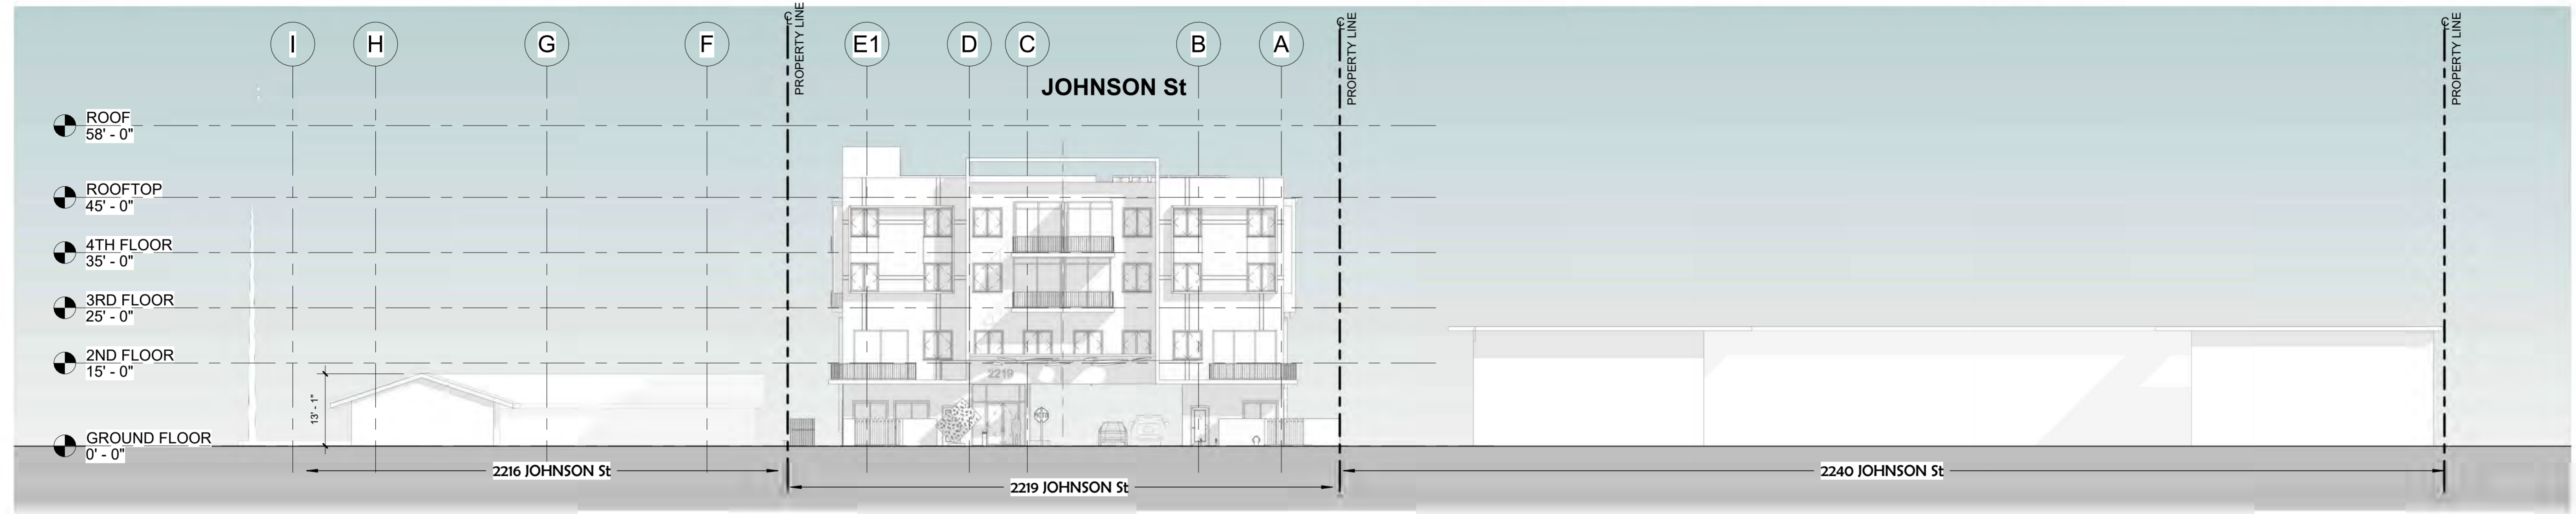 I
H
G
F
E1
D
C
B
A
PROPERTY LINE
PROPERTY LINE
PROPERTY LINE
JOHNSON St
ROOF
58' - 0"
ROOFTOP
45' - 0"
4TH FLOOR
35' - 0"
3RD FLOOR
25' - 0"
2ND FLOOR
15' - 0"
2219
13' - 1"
GROUND FLOOR
0' - 0"
2216 JOHNSON St
2219 JOHNSON St
2240 JOHNSON St